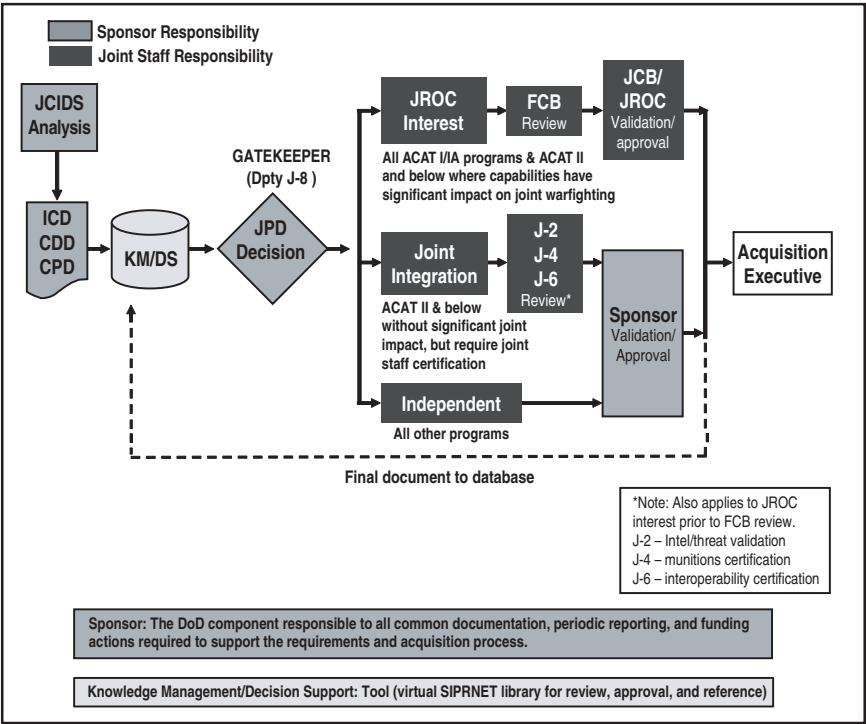 Sponsor Responsibility
Joint Staff Responsibility
JCIDS
Analysis
ICD
CDD
CPD
KM/DS
GATEKEEPER
(Dpty J-8 )
JPD
Decision
JROC
Interest
FCB
Review
JCB/
JROC
Validation/
approval
All ACAT I/IA programs & ACAT II
and below where capabilities have
significant impact on joint warfighting
Joint
Integration
J-2
J-4
J-6
Review*
ACAT II & below
without significant joint
impact, but require joint
staff certification
Sponsor
Validation/
Approval
Acquisition
Executive
Independent
All other programs
Final document to database
*Note: Also applies to JROC
interest prior to FCB review.
J-2 – Intel/threat validation
J-4 – munitions certification
J-6 – interoperability certification
Sponsor: The DoD component responsible to all common documentation, periodic reporting, and funding
actions required to support the requirements and acquisition process.
Knowledge Management/Decision Support: Tool (virtual SIPRNET library for review, approval, and reference)